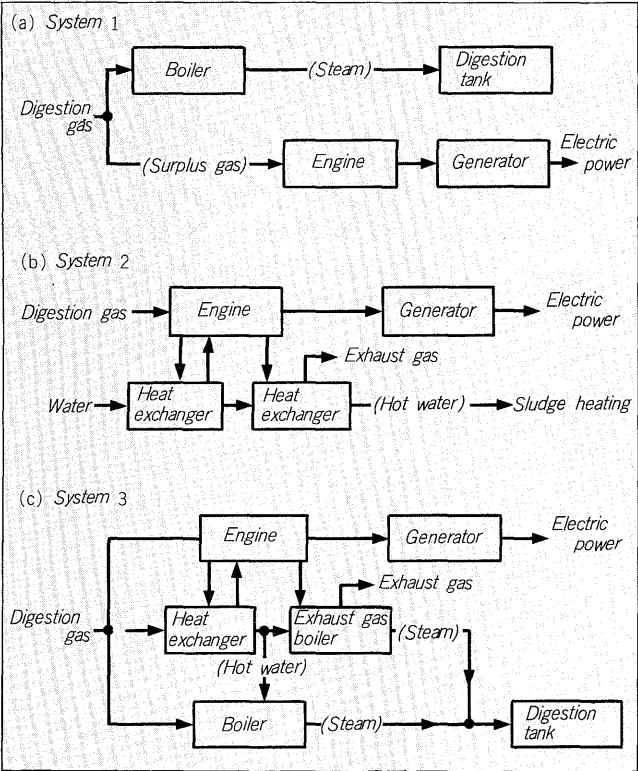 (a) System 1
Boiler
(Steam)
Digestion
tank
Digestion
gas
(Surplus gas)
Engine
Generator
Electric
power
(b) System 2
Digestion gas
Engine
Generator
Electric
power
Exhaust gas
Water
Heat
exchanger
Heat
exchanger
(Hot water)
Sludge heating
(c) System 3
Engine
Generator
Electric
power
Exhaust gas
Digestion
gas
Heat
exchanger
Exhaust gas
boiler
(Steam)
(Hot water)
Boiler
(Steam)
Digestion
tank